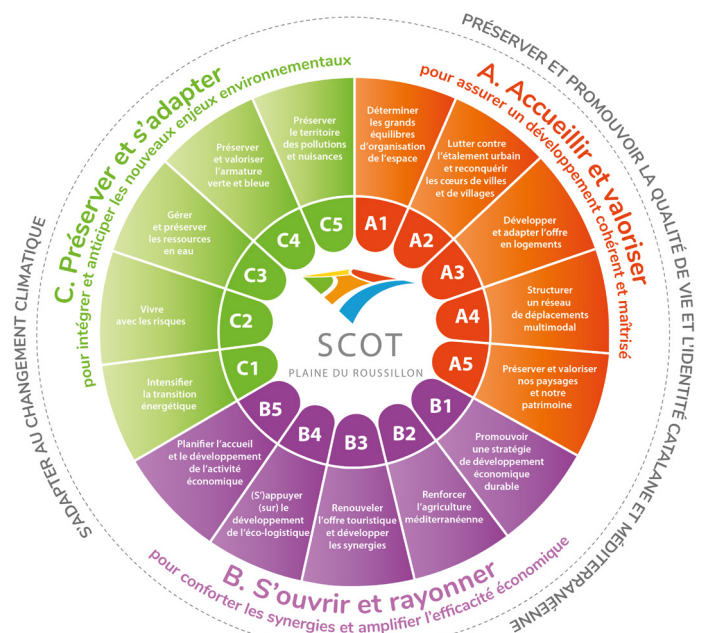 PRÉSERVER ET PROMOUVOIR LA QUALITÉ DE VIE ET L'IDENTITÉ CATALANE ET MÉDITERRANÉENNE
S'ADAPTER AU CHANGEMENT CLIMATIQUE
A. Accueillir et valoriser
pour assurer un développement cohérent et maîtrisé
A1
Déterminer
les grands
équilibres
d'organisation
de l'espace
A2
Lutter contre
l'étalement urbain
et reconquérir
les cœurs de villes
et de villages
A3
Développer
et adapter l'offre
en logements
A4
Structurer
un réseau
de déplacements
multimodal
A5
Préserver et valoriser
nos paysages
et notre
patrimoine
B. S'ouvrir et rayonner
pour conforter les synergies et amplifier l'efficacité économique
B1
Promouvoir
une stratégie
de développement
économique
durable
B2
Renforcer
l'agriculture
méditerranéenne
B3
Renouveler
l'offre touristique
et développer
les synergies
B4
(S')appuyer
(sur) le
développement
de l'éco-logistique
B5
Planifier l'accueil
et le développement
de l'activité
économique
C. Préserver et s'adapter
pour intégrer et anticiper les nouveaux enjeux environnementaux
C1
Intensifier
la transition
énergétique
C2
Vivre
avec les risques
C3
Gérer
et préserver
les ressources
en eau
C4
Préserver
et valoriser
l'armature
verte et bleue
C5
Préserver
le territoire
des pollutions
et nuisances
SCOT
PLAINE DU ROUSSILLON